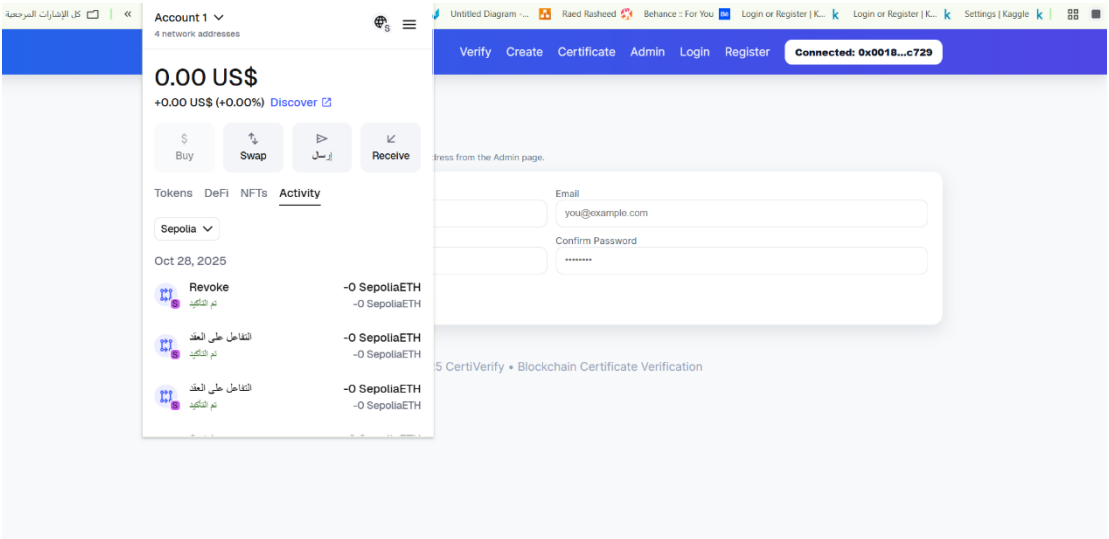 كل الإشارات المرجعية
»
Untitled Diagram -...
Raed Rasheed
Behance :: For You
Login or Register | K...
Login or Register | K...
Settings | Kaggle
Account 1
4 network addresses
Verify Create Certificate Admin Login Register Connected: 0x0018...c729
0.00 US$
+0.00 US$ (+0.00%) Discover
Buy Swap إرسال Receive
from the Admin page.
Tokens DeFi NFTs Activity
Email
you@example.com
Sepolia
Confirm Password
••••••••
Oct 28, 2025
Revoke -0 SepoliaETH
تم التأكيد -0 SepoliaETH
التفاعل على العقد -0 SepoliaETH
تم التأكيد -0 SepoliaETH
5 CertiVerify • Blockchain Certificate Verification
التفاعل على العقد -0 SepoliaETH
تم التأكيد -0 SepoliaETH